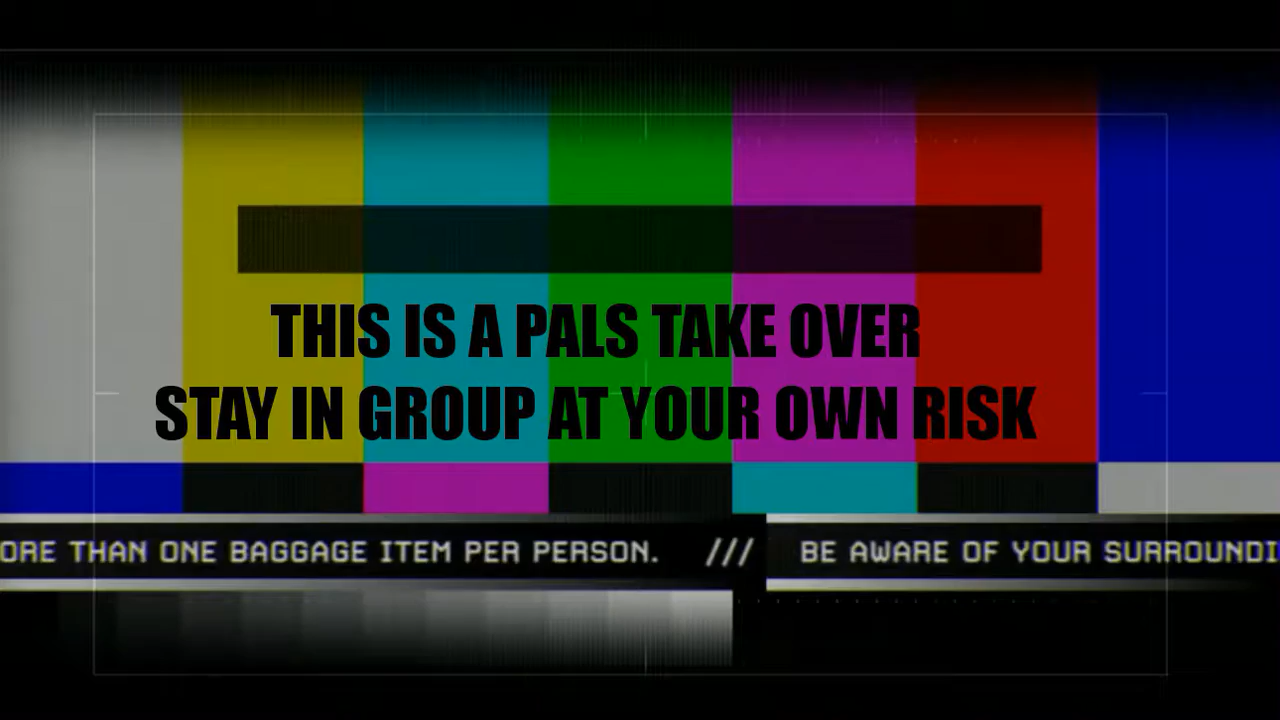 THIS IS A PALS TAKE OVER
STAY IN GROUP AT YOUR OWN RISK
ORE THAN ONE BAGGAGE ITEM PER PERSON. /// BE AWARE OF YOUR SURROUNDI